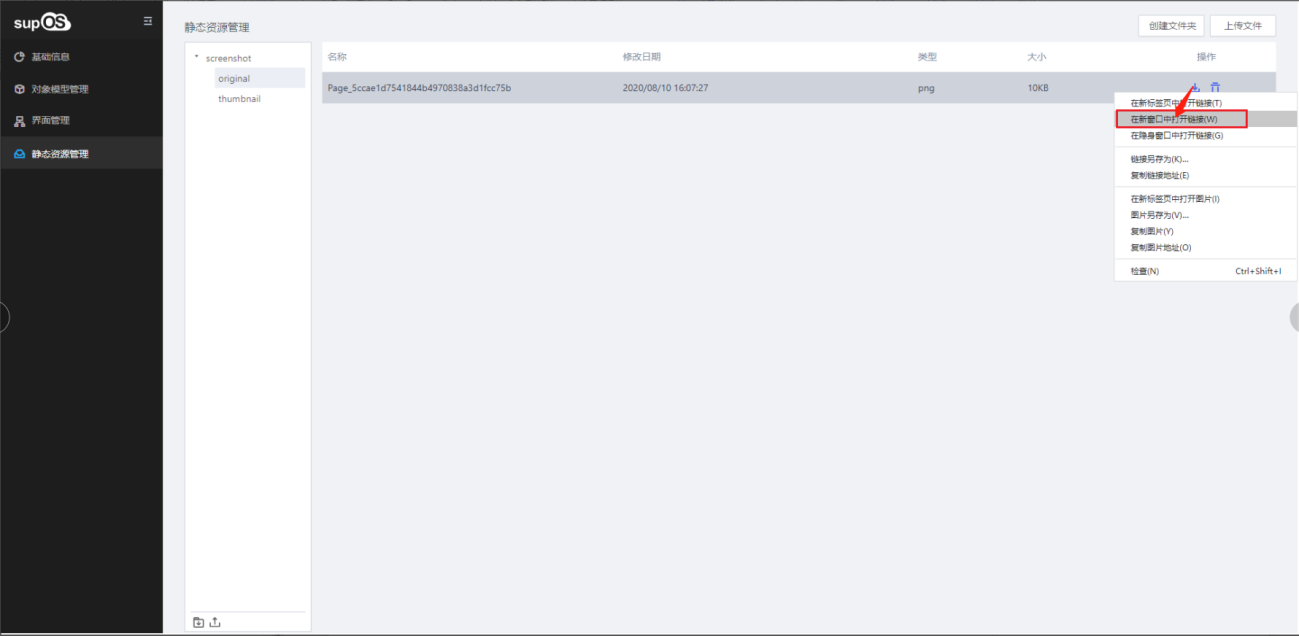 supOS
基础信息
对象模型管理
界面管理
静态资源管理
静态资源管理
创建文件夹
上传文件
screenshot
original
thumbnail
名称 修改日期 类型 大小 操作
Page_5ccae1d7541844b4970838a3d1fcc75b 2020/08/10 16:07:27 png 10KB
在新标签页中打开链接(T)
在新窗口中打开链接(W)
在隐身窗口中打开链接(G)
链接另存为(K)...
复制链接地址(E)
在新标签页中打开图片(I)
图片另存为(V)...
复制图片(Y)
复制图片地址(O)
检查(N) Ctrl+Shift+I